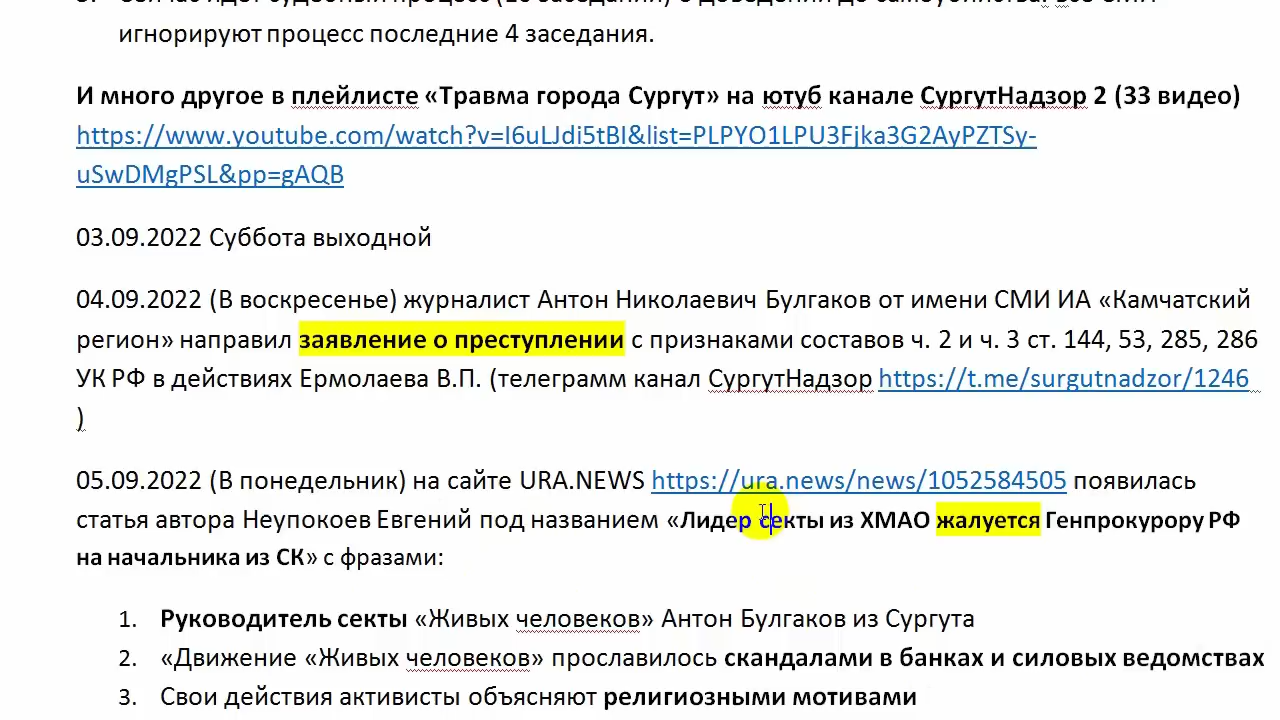 игнорируют процесс последние 4 заседания.
И много другое в плейлисте «Травма города Сургут» на ютуб канале СургутНадзор 2 (33 видео)
https://www.youtube.com/watch?v=I6uLJdi5tBI&list=PLPYO1LPU3Fjka3G2AyPZTSy-
uSwDMgPSL&pp=gAQB
03.09.2022 Суббота выходной
04.09.2022 (В воскресенье) журналист Антон Николаевич Булгаков от имени СМИ ИА «Камчатский
регион» направил заявление о преступлении с признаками составов ч. 2 и ч. 3 ст. 144, 53, 285, 286
УК РФ в действиях Ермолаева В.П. (телеграмм канал СургутНадзор https://t.me/surgutnadzor/1246
)
05.09.2022 (В понедельник) на сайте URA.NEWS https://ura.news/news/1052584505 появилась
статья автора Неупокоев Евгений под названием «Лидер секты из ХМАО жалуется Генпрокурору РФ
на начальника из СК» с фразами:
1. Руководитель секты «Живых человеков» Антон Булгаков из Сургута
2. «Движение «Живых человеков» прославилось скандалами в банках и силовых ведомствах
3. Свои действия активисты объясняют религиозными мотивами